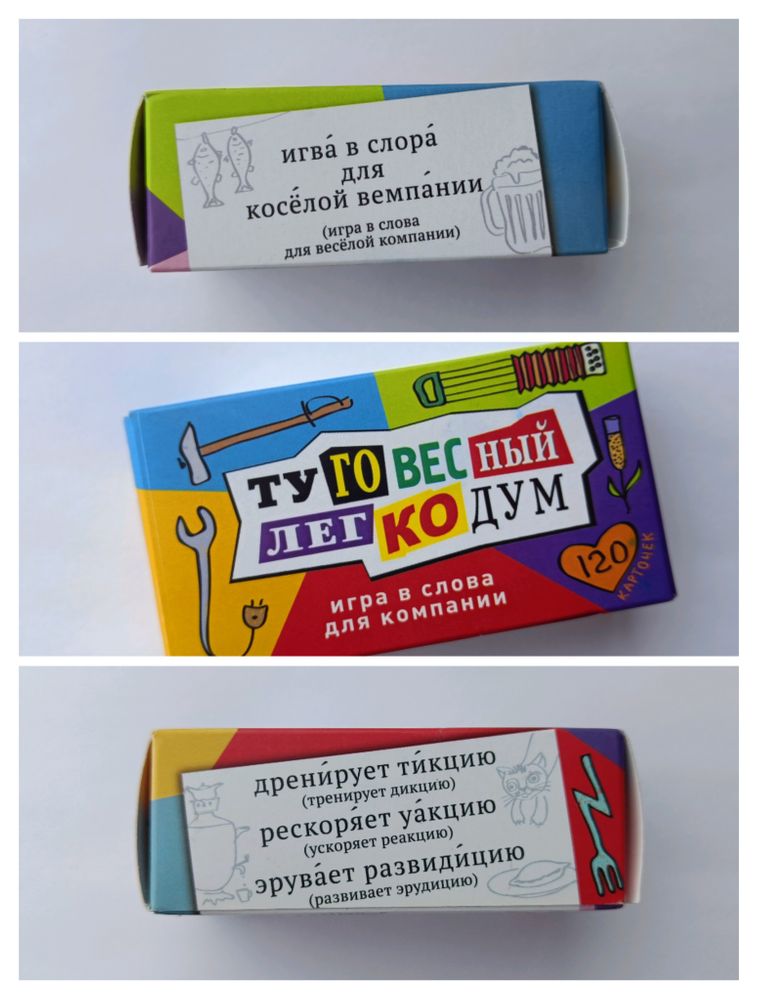 игва́ в слора́
для
косёлой вемпа́нии
(игра в слова
для весёлой компании)
ТУГОВЕСНЫЙ
ЛЕГКОДУМ
120
КАРТОЧЕК
игра в слова
для компании
дрени́рует ти́кцию
(тренирует дикцию)
рескоря́ет уа́кцию
(ускоряет реакцию)
эрува́ет развиди́цию
(развивает эрудицию)